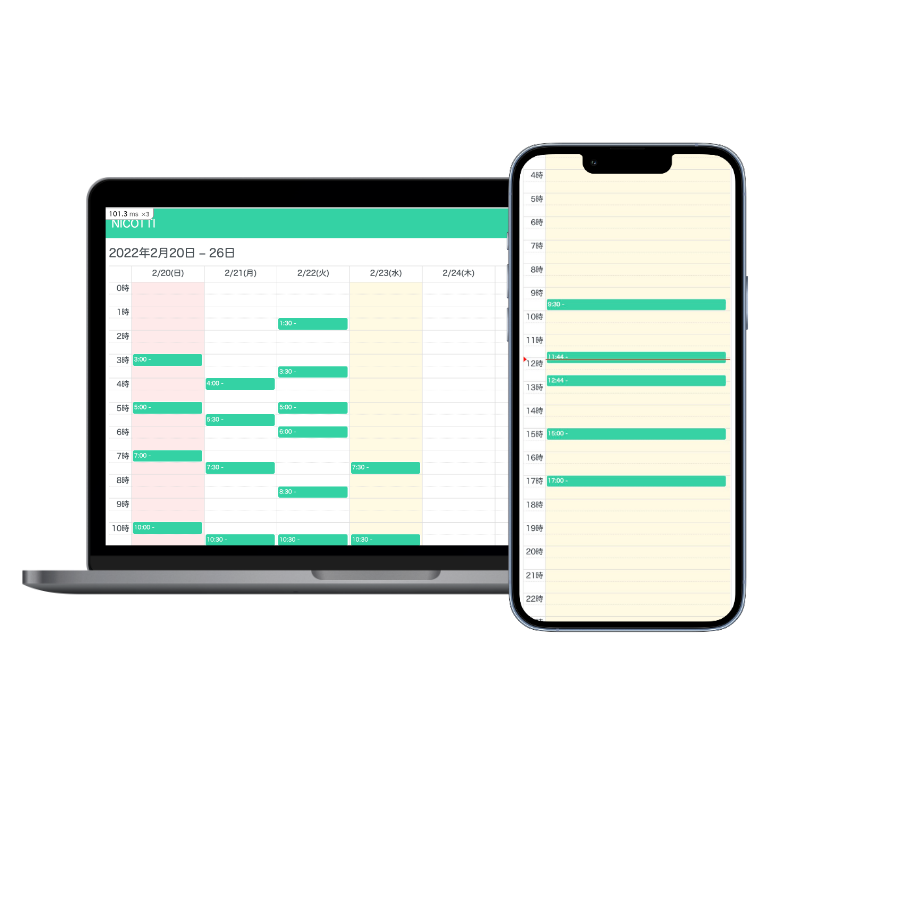 101.3 ms ×3
NICOTTI
2022年2月20日 – 26日
2/20(日) 2/21(月) 2/22(火) 2/23(水) 2/24(木)
0時
1時
1:30 -
2時
3時 3:00 -
3:30 -
4時 4:00 -
5時 5:00 - 5:00 -
5:30 -
6時 6:00 -
7時 7:00 -
7:30 - 7:30 -
8時
8:30 -
9時
10時 10:00 -
10:30 - 10:30 - 10:30 -
4時
5時
6時
7時
8時
9時
9:30 -
10時
11時
11:44 -
12時
12:44 -
13時
14時
15時 15:00 -
16時
17時 17:00 -
18時
19時
20時
21時
22時